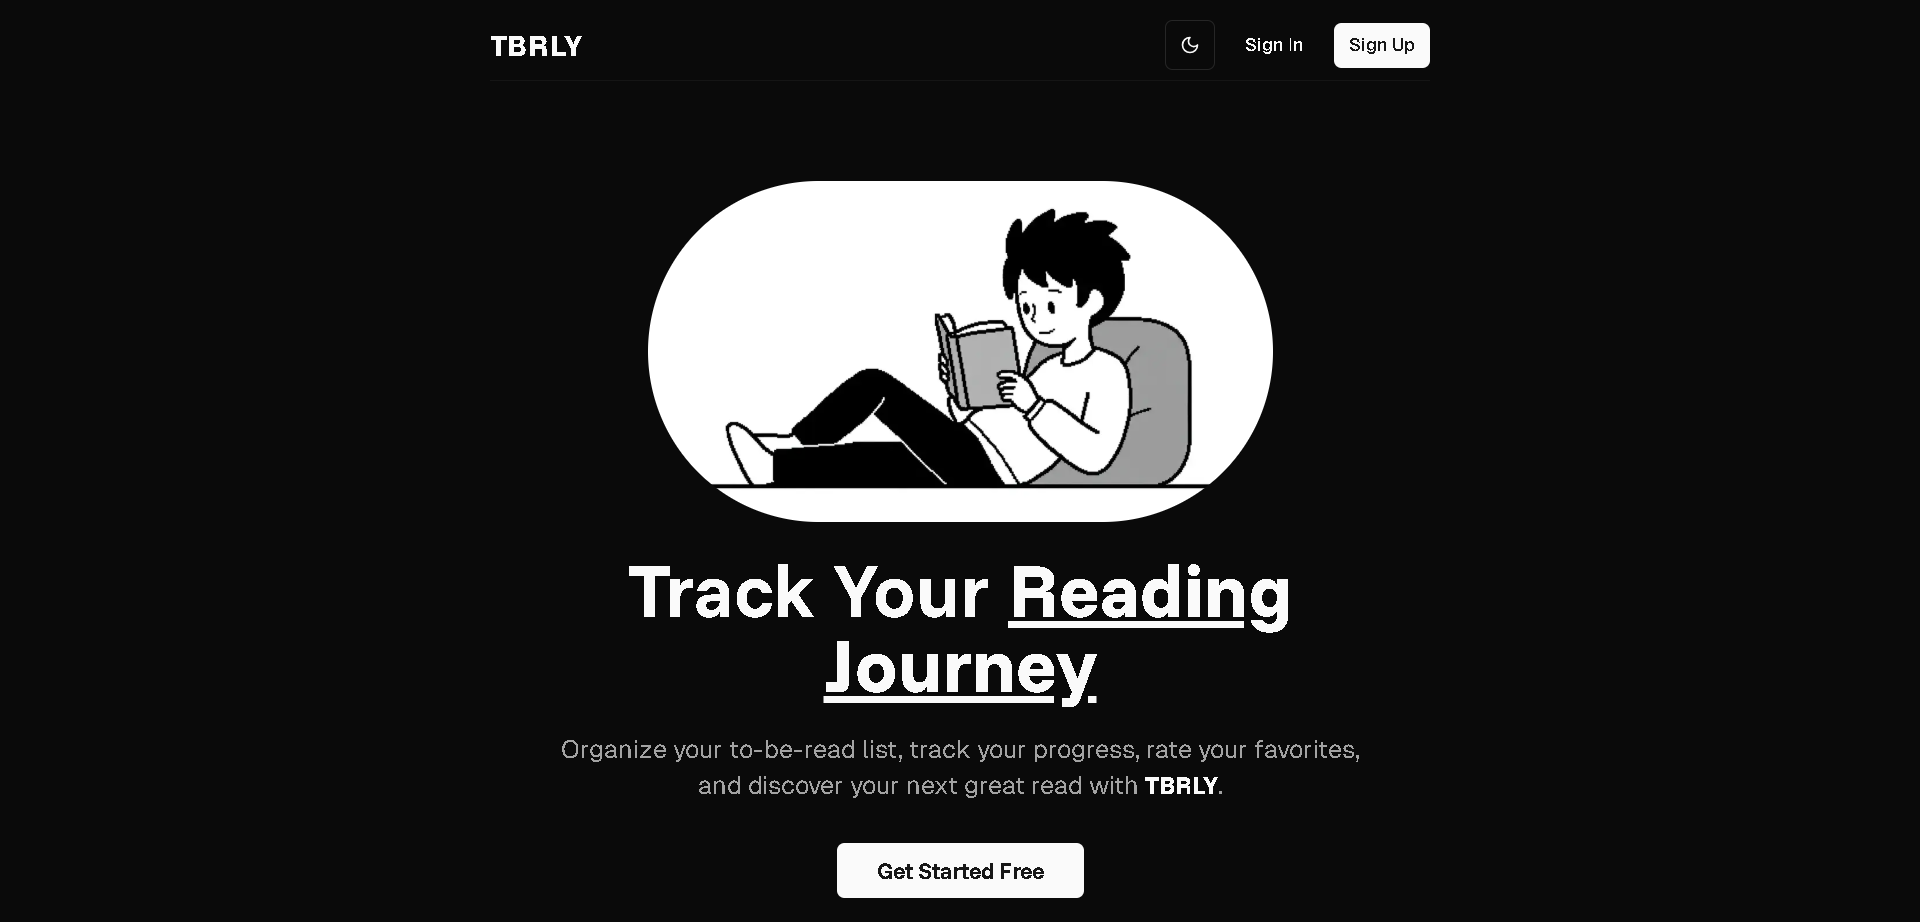 TBRLY
Sign In
Sign Up
Track Your Reading
Journey
Organize your to-be-read list, track your progress, rate your favorites,
and discover your next great read with TBRLY.
Get Started Free